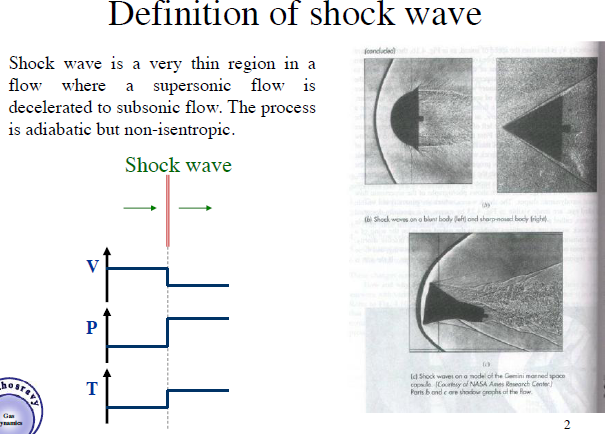 Definition of shock wave
Shock wave is a very thin region in a
flow where a supersonic flow is
decelerated to subsonic flow. The process
is adiabatic but non-isentropic.
Shock wave
V
P
T
(concluded)
(b)
(b) Shock waves on a blunt body (left) and sharp-nosed body (right).
(c)
(c) Shock waves on a model of the Gemini manned space
capsule. (Courtesy of NASA Ames Research Center.)
Parts b and c are shadow graphs of the flow.
hosravy
Gas
ynamics
2